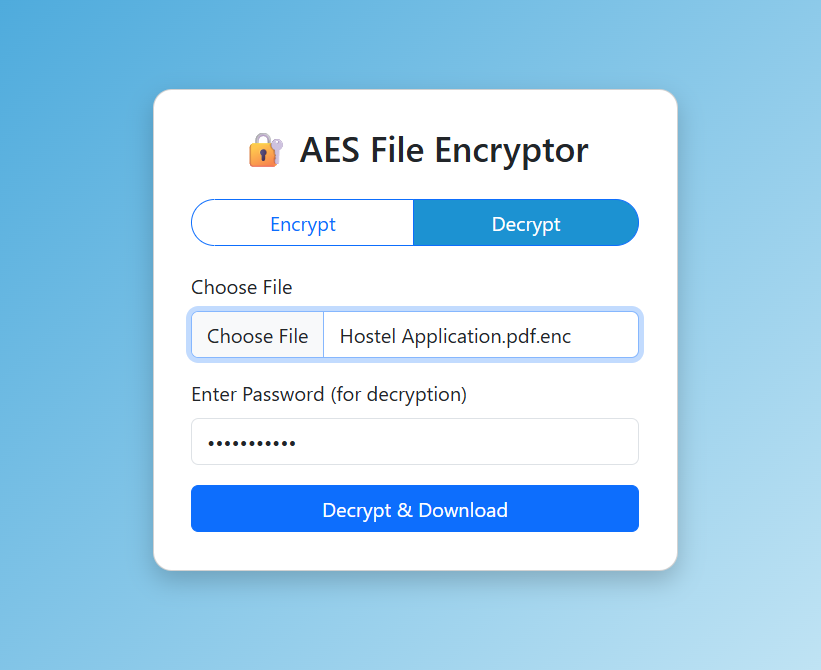 AES File Encryptor
Encrypt Decrypt
Choose File
Choose File Hostel Application.pdf.enc
Enter Password (for decryption)
•••••••••••
Decrypt & Download